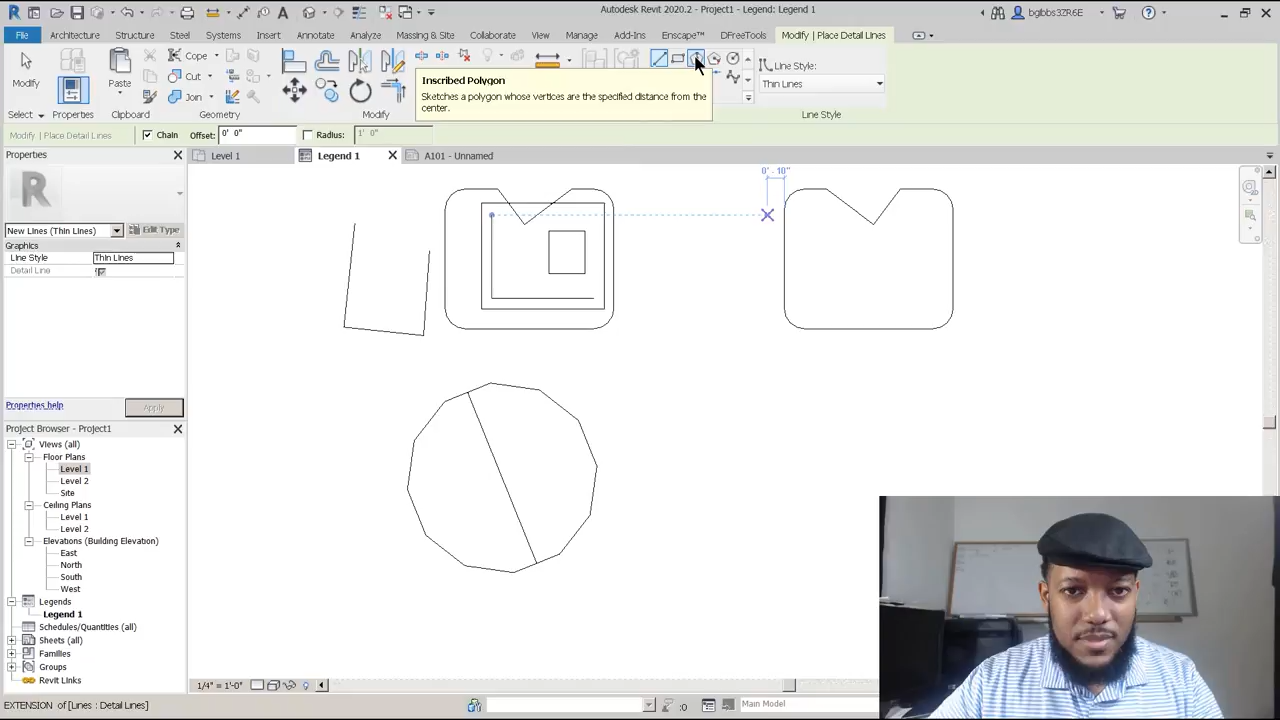 Autodesk Revit 2020.2 - Project1 - Legend: Legend 1
bgibbs3ZR6E
File Architecture Structure Steel Systems Insert Annotate Analyze Massing & Site Collaborate View Manage Add-Ins Enscape™ DFreeTools Modify | Place Detail Lines
Modify
Paste
Cope
Cut
Join
Line Style:
Thin Lines
Inscribed Polygon
Sketches a polygon whose vertices are the specified distance from the
center.
Select Properties Clipboard Geometry Modify Line Style
Modify | Place Detail Lines Chain Offset: 0' 0" Radius: 1' 0"
Properties
Level 1 Legend 1 A101 - Unnamed
0' - 10"
New Lines (Thin Lines) Edit Type
Graphics
Line Style Thin Lines
Detail Line
Properties help Apply
Project Browser - Project1
Views (all)
Floor Plans
Level 1
Level 2
Site
Ceiling Plans
Level 1
Level 2
Elevations (Building Elevation)
East
North
South
West
Legends
Legend 1
Schedules/Quantities (all)
Sheets (all)
Families
Groups
Revit Links
1/4" = 1'-0"
EXTENSION of [Lines : Detail Lines]
:0
Main Model